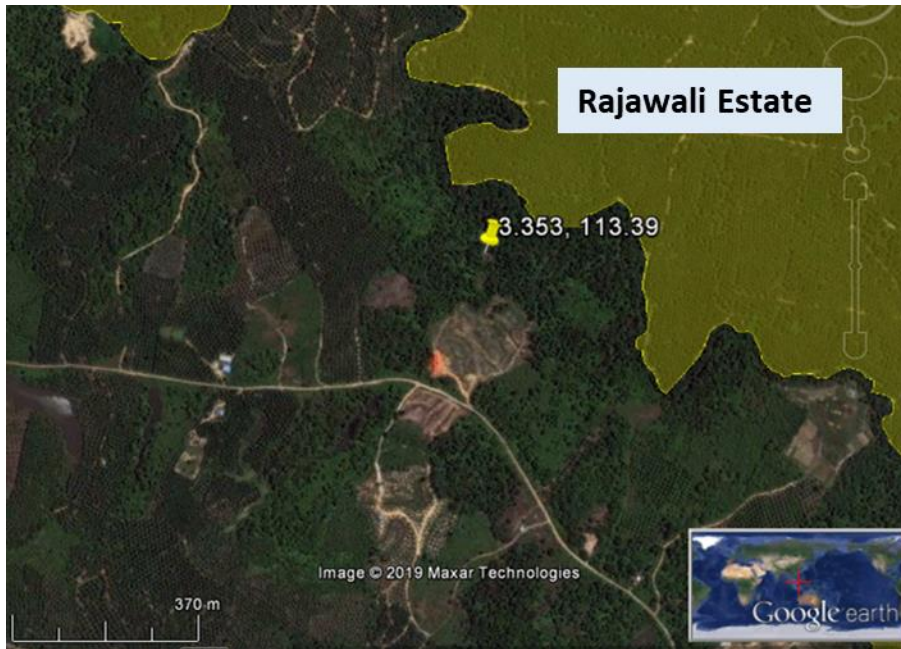 Rajawali Estate
3.353, 113.39
Image © 2019 Maxar Technologies
370 m
Google earth